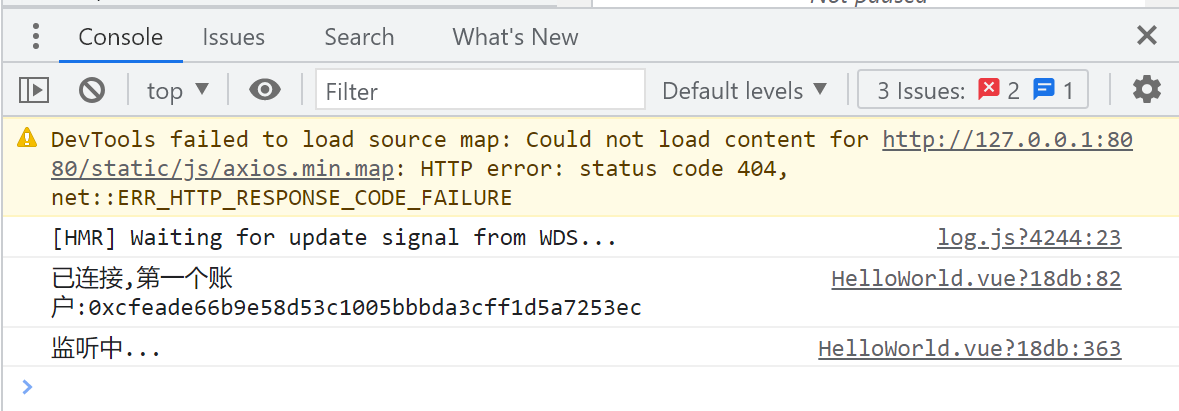 Not paused
Console Issues Search What's New
top Filter Default levels 3 Issues: 2 1
DevTools failed to load source map: Could not load content for http://127.0.0.1:80
80/static/js/axios.min.map: HTTP error: status code 404,
net::ERR_HTTP_RESPONSE_CODE_FAILURE
[HMR] Waiting for update signal from WDS... log.js?4244:23
已连接,第一个账 HelloWorld.vue?18db:82
户:0xcfeade66b9e58d53c1005bbbda3cff1d5a7253ec
监听中... HelloWorld.vue?18db:363